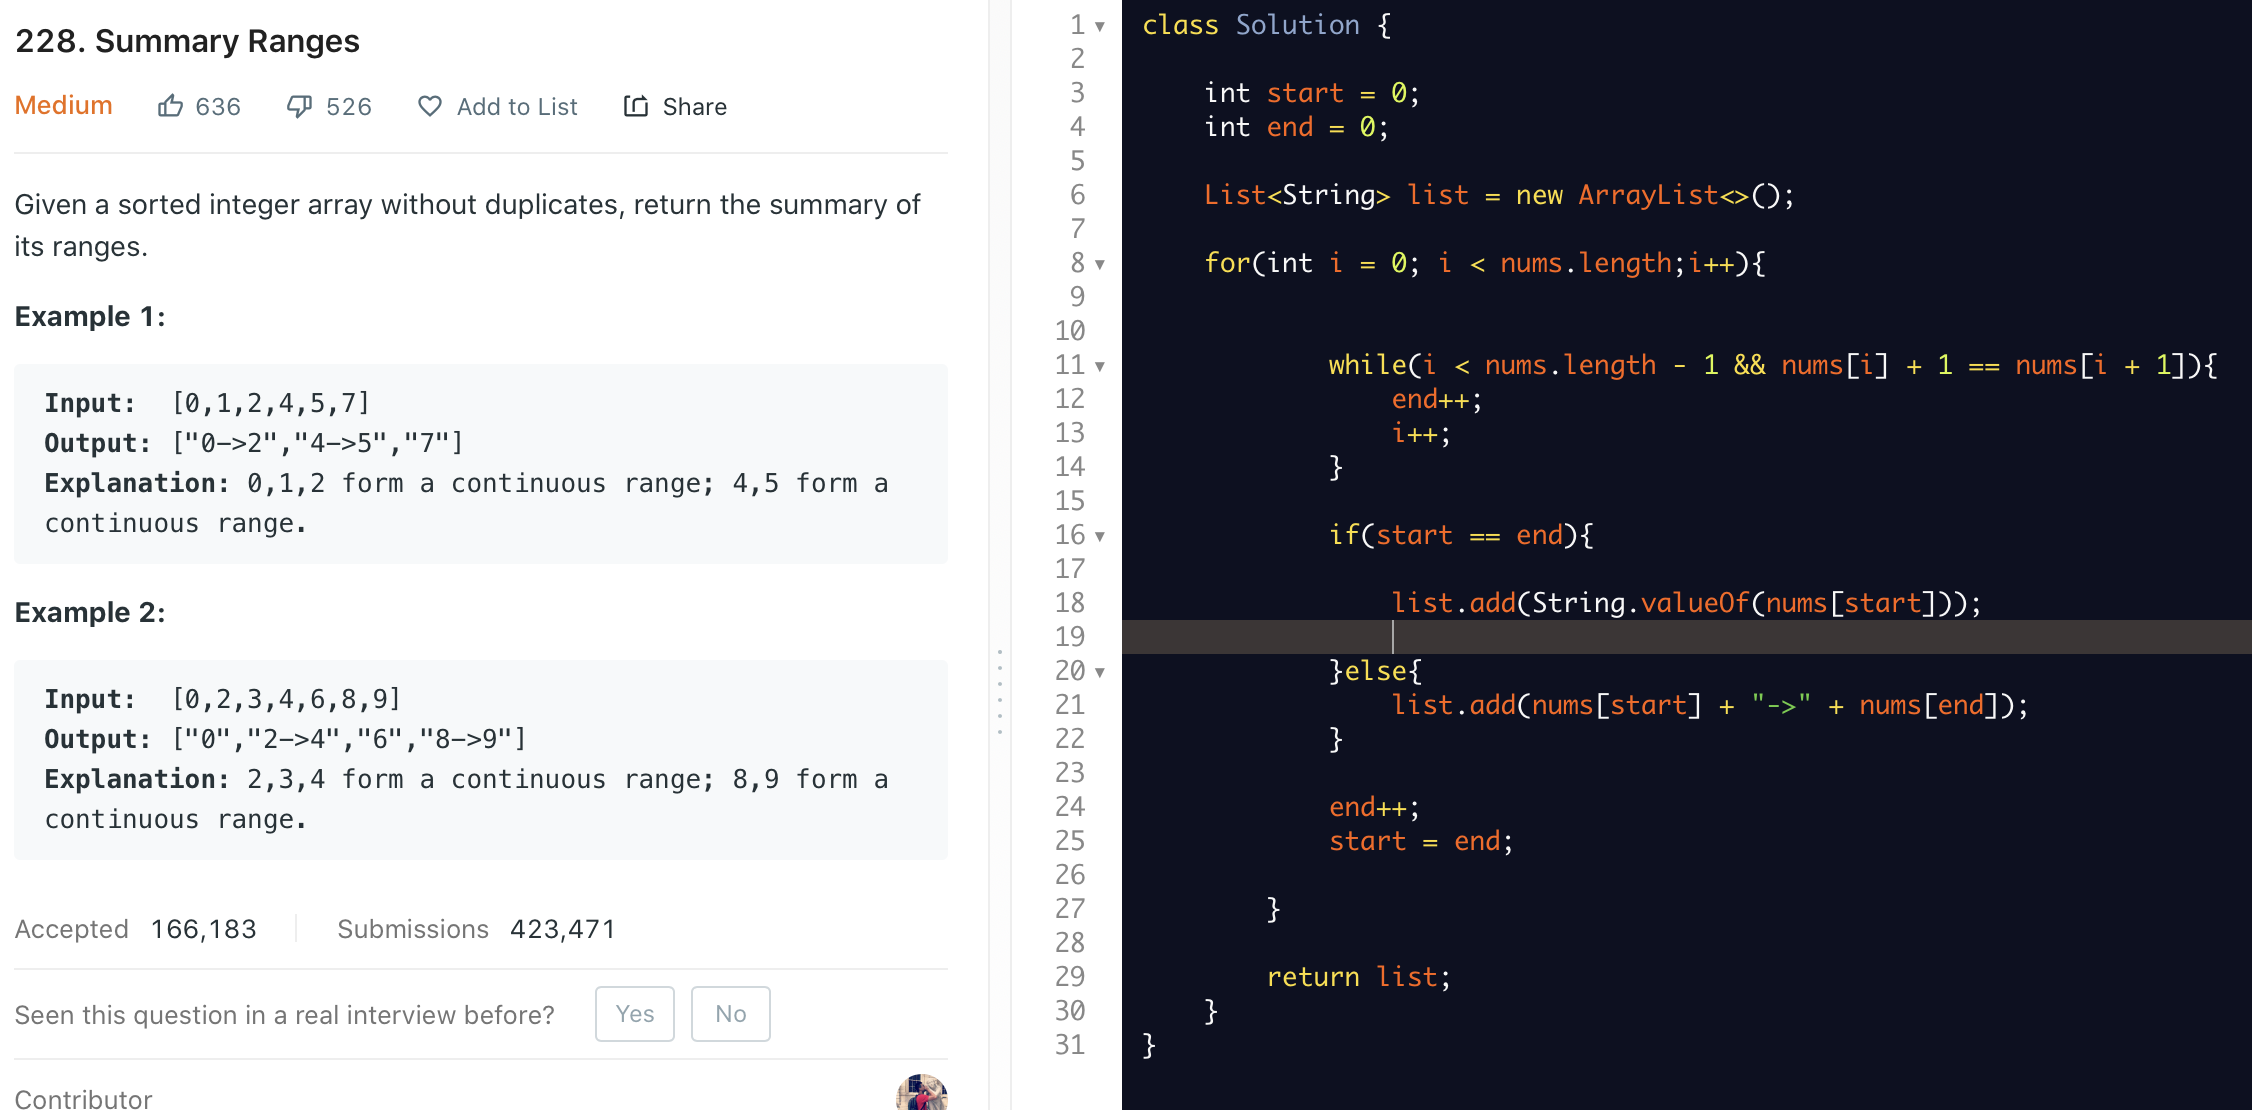 228. Summary Ranges
Medium 636 526 Add to List Share
Given a sorted integer array without duplicates, return the summary of
its ranges.
Example 1:
Input:  [0,1,2,4,5,7]
Output: ["0->2","4->5","7"]
Explanation: 0,1,2 form a continuous range; 4,5 form a
continuous range.
Example 2:
Input:  [0,2,3,4,6,8,9]
Output: ["0","2->4","6","8->9"]
Explanation: 2,3,4 form a continuous range; 8,9 form a
continuous range.
Accepted 166,183 Submissions 423,471
Seen this question in a real interview before? Yes No
Contributor
1 class Solution {
2
3     int start = 0;
4     int end = 0;
5
6     List<String> list = new ArrayList<>();
7
8     for(int i = 0; i < nums.length;i++){
9
10
11             while(i < nums.length - 1 && nums[i] + 1 == nums[i + 1]){
12                 end++;
13                 i++;
14             }
15
16             if(start == end){
17
18                 list.add(String.valueOf(nums[start]));
19
20             }else{
21                 list.add(nums[start] + "->" + nums[end]);
22             }
23
24             end++;
25             start = end;
26
27         }
28
29         return list;
30     }
31 }